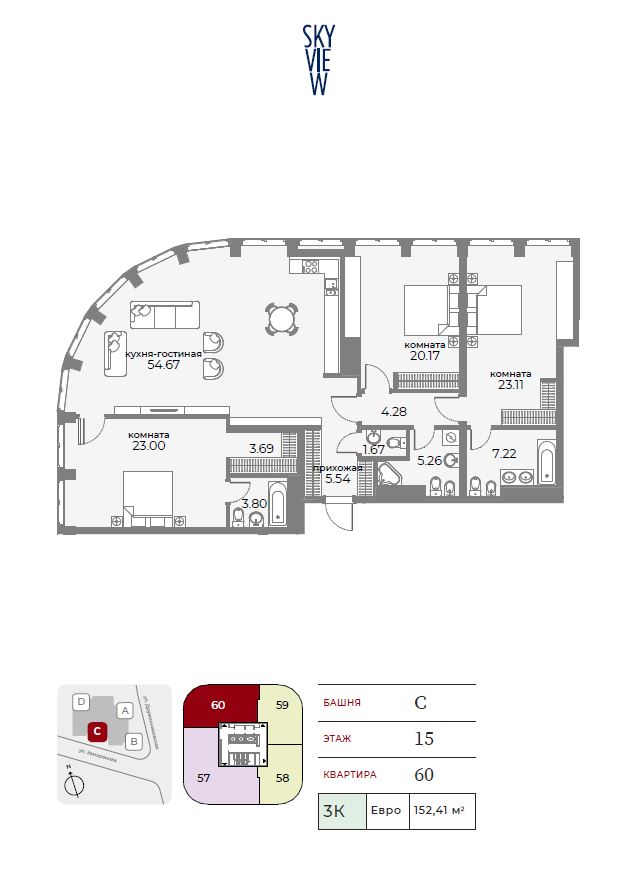 SKY
VIE
W
кухня-гостиная
54.67
комната
20.17
комната
23.11
4.28
комната
23.00
3.69
1.67
5.26
7.22
прихожая
5.54
3.80
D
A
C
B
ул. Дружинниковская
ул. Заморенова
N
60
59
57
58
БАШНЯ C
ЭТАЖ 15
КВАРТИРА 60
3К Евро 152,41 м²